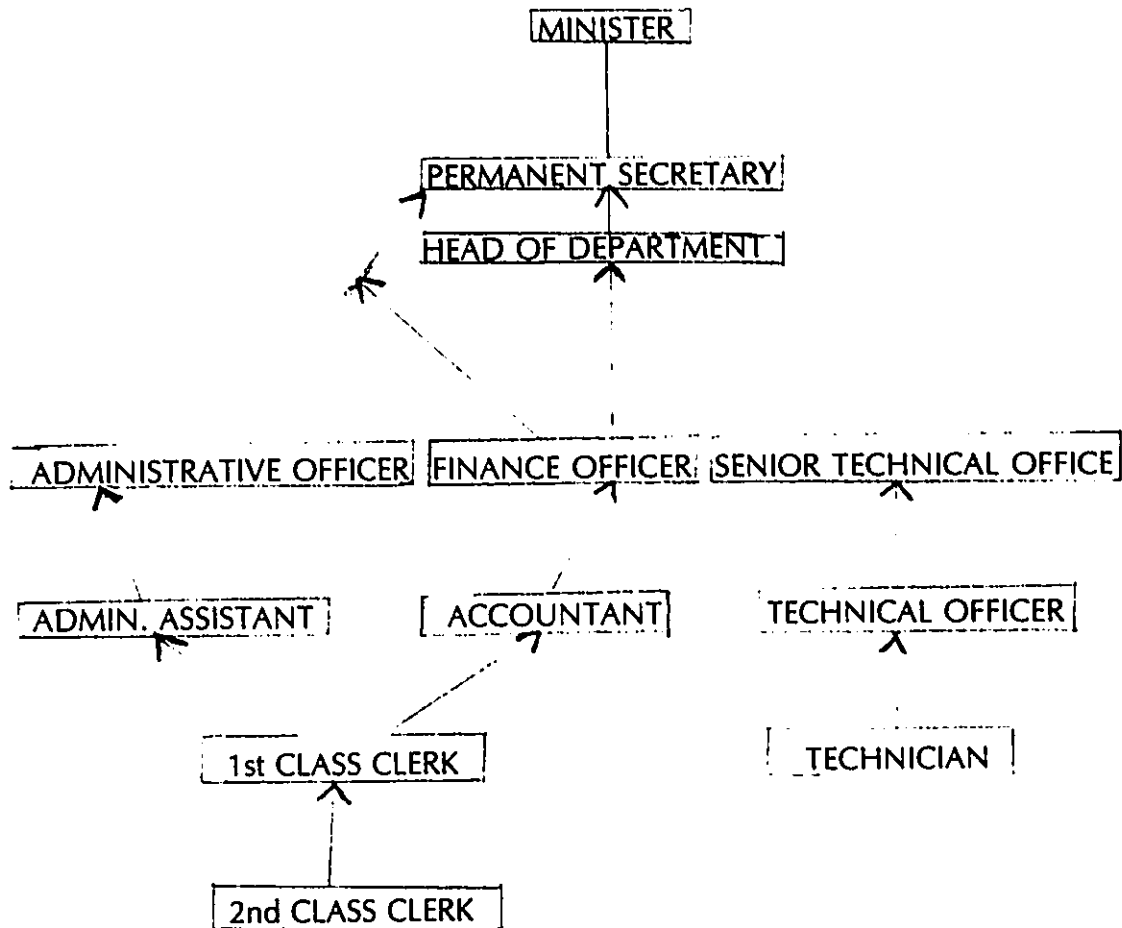 MINISTER
PERMANENT SECRETARY
HEAD OF DEPARTMENT
ADMINISTRATIVE OFFICER FINANCE OFFICER SENIOR TECHNICAL OFFICE
ADMIN. ASSISTANT ACCOUNTANT TECHNICAL OFFICER
1st CLASS CLERK TECHNICIAN
2nd CLASS CLERK